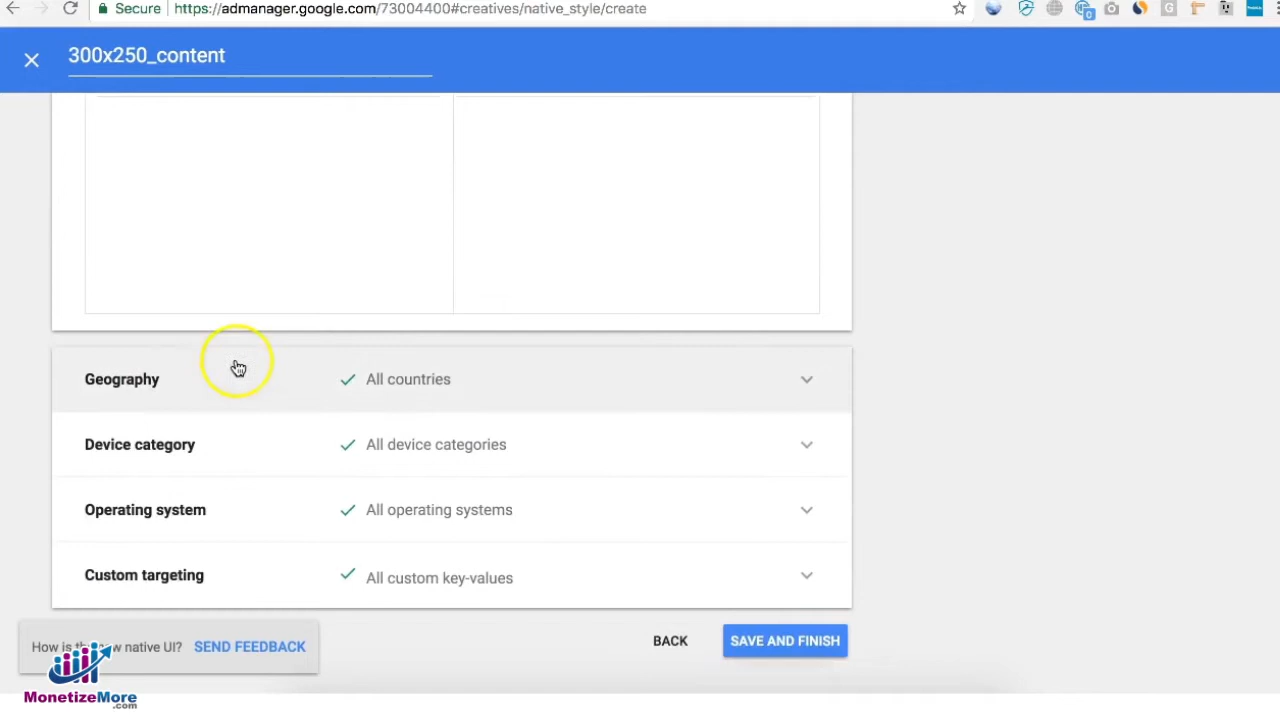 Secure https://admanager.google.com/73004400#creatives/native_style/create
0
G
300x250_content
Geography All countries
Device category All device categories
Operating system All operating systems
Custom targeting All custom key-values
BACK SAVE AND FINISH
How is th w native UI? SEND FEEDBACK
MonetizeMore
.com